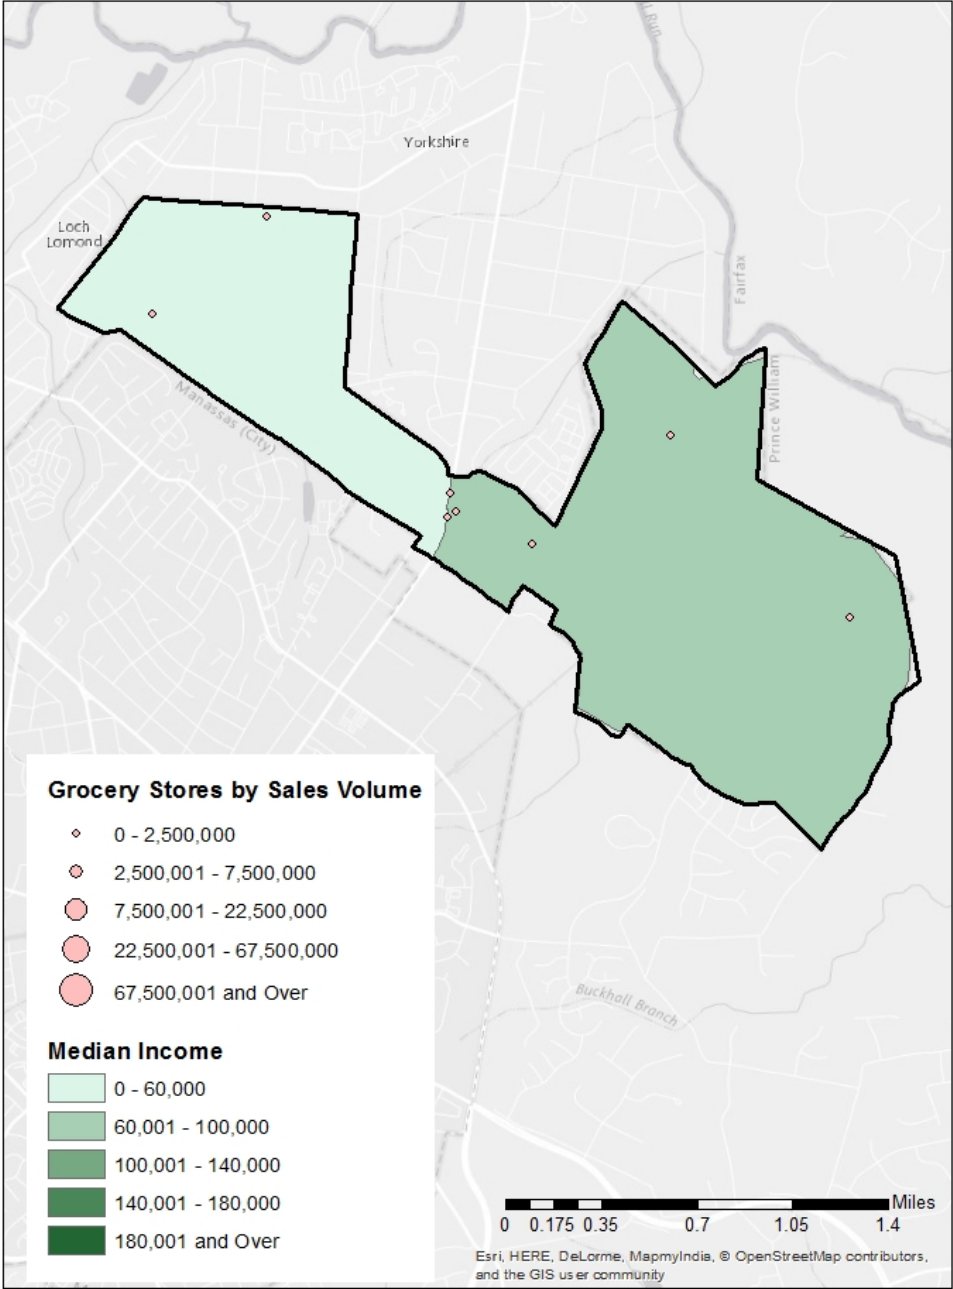 l Run
Yorkshire
Loch
Lomond
Fairfax
Prince William
Manassas (City)
Grocery Stores by Sales Volume
0 - 2,500,000
2,500,001 - 7,500,000
7,500,001 - 22,500,000
22,500,001 - 67,500,000
67,500,001 and Over
Buckhall Branch
Median Income
0 - 60,000
60,001 - 100,000
100,001 - 140,000
140,001 - 180,000
180,001 and Over
Miles
0 0.175 0.35 0.7 1.05 1.4
Esri, HERE, DeLorme, MapmyIndia, © OpenStreetMap contributors,
and the GIS user community